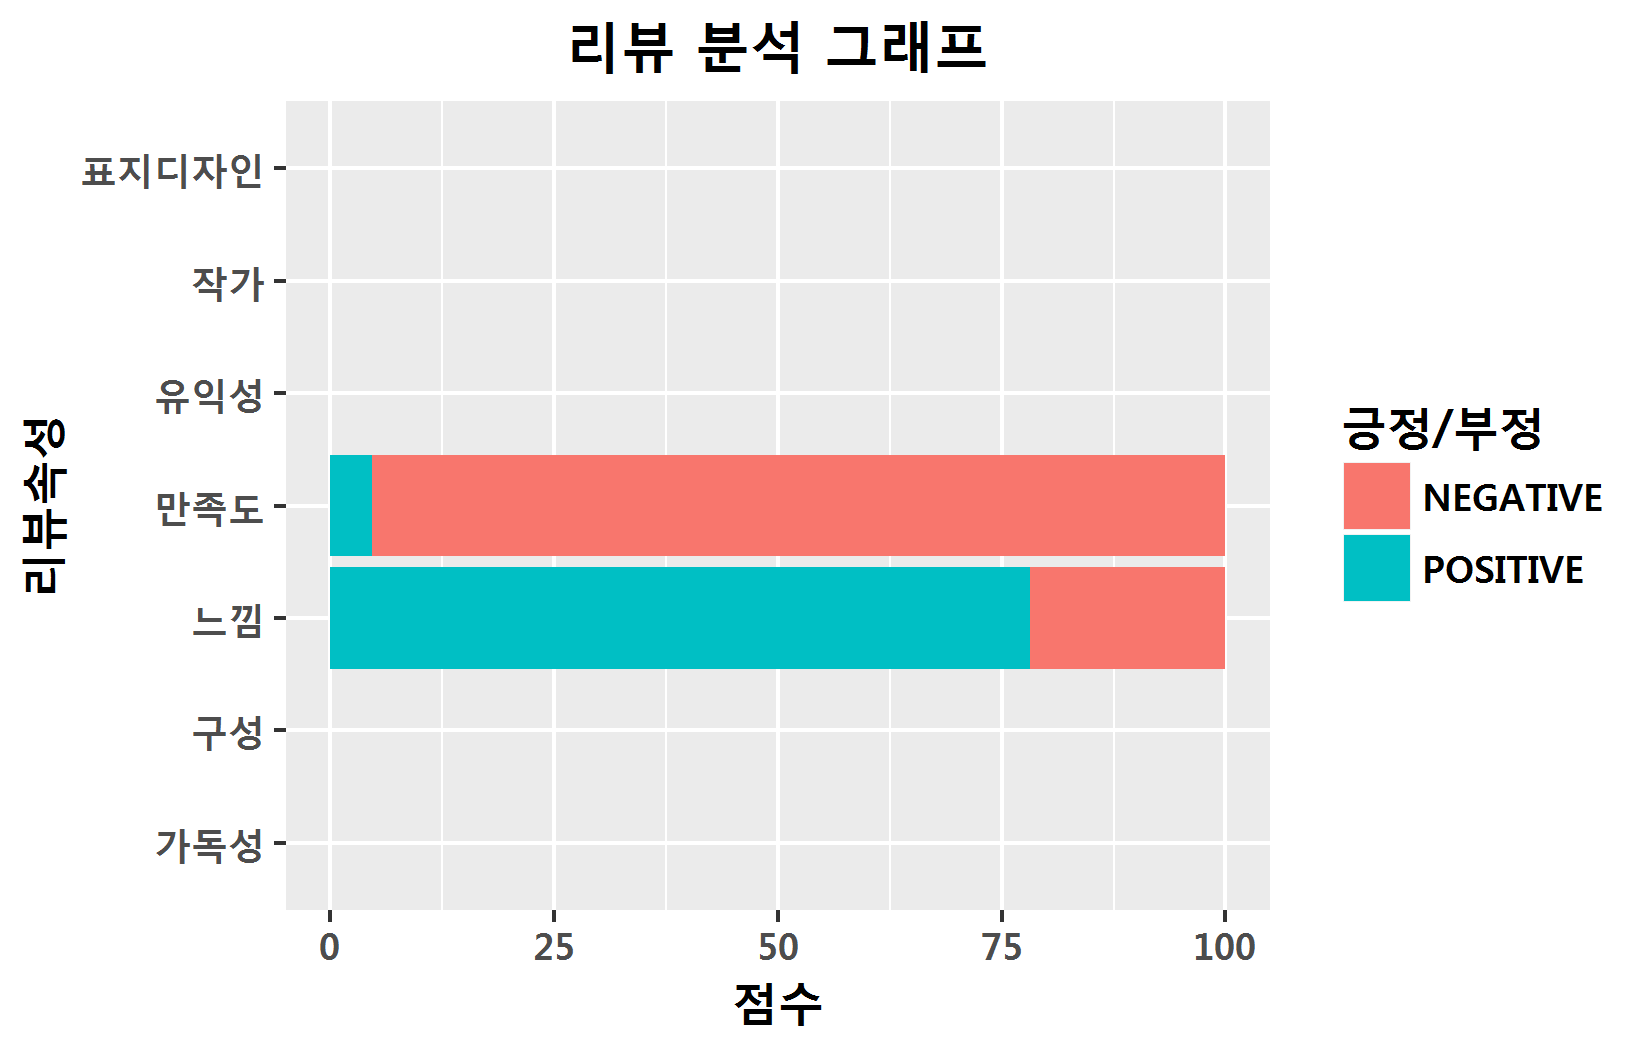 리뷰 분석 그래프
리뷰속성
표지디자인
작가
유익성
만족도
느낌
구성
가독성
0 25 50 75 100
점수
긍정/부정
NEGATIVE
POSITIVE